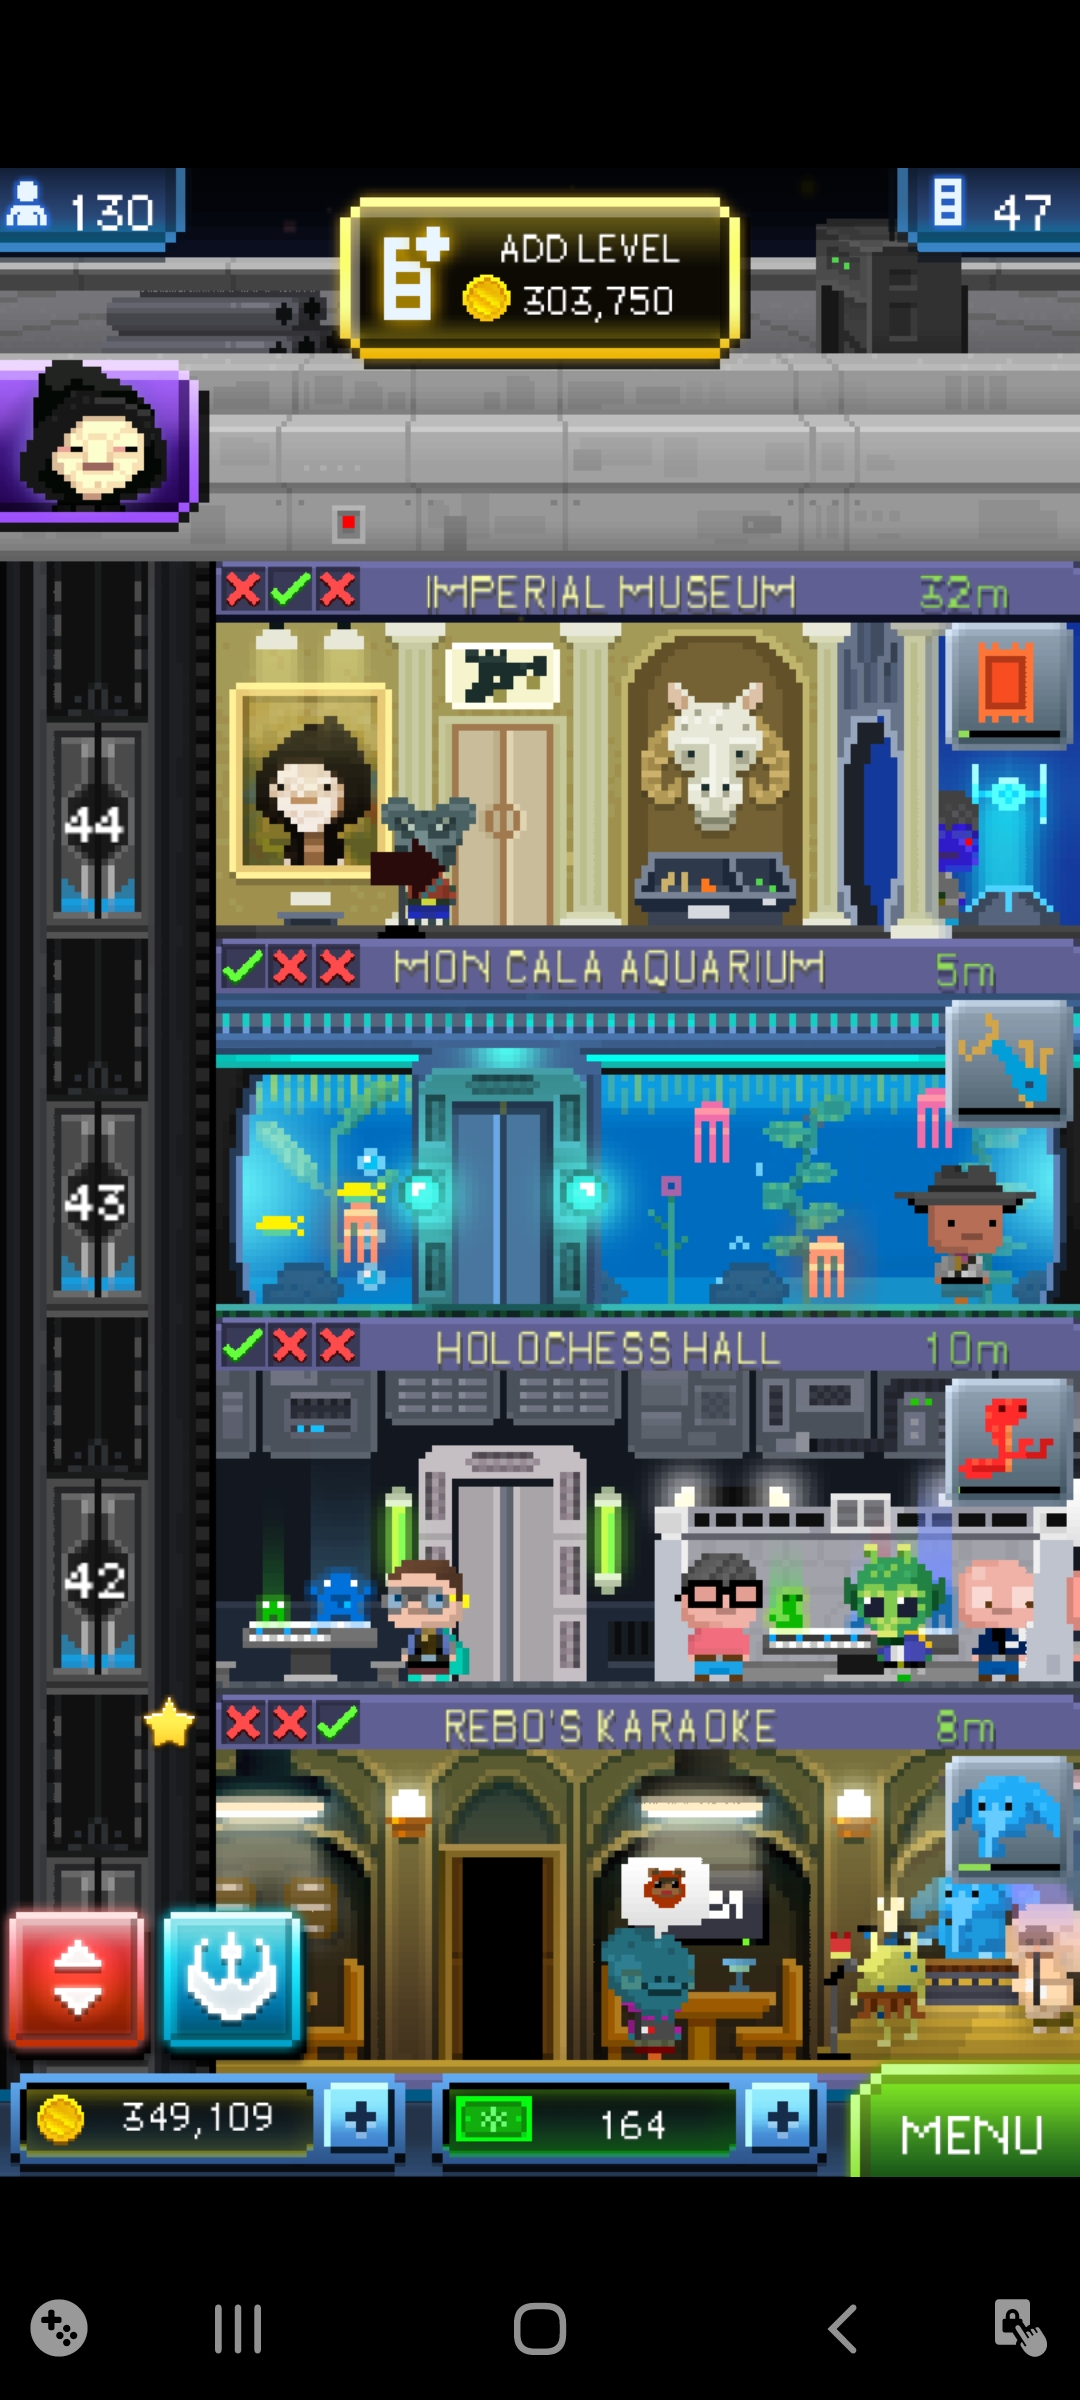 130
ADD LEVEL
303,750
47
IMPERIAL MUSEUM 32m
44
MON CALA AQUARIUM 5m
43
HOLOCHESS HALL 10m
42
REBO'S KARAOKE 8m
349,109
164
MENU